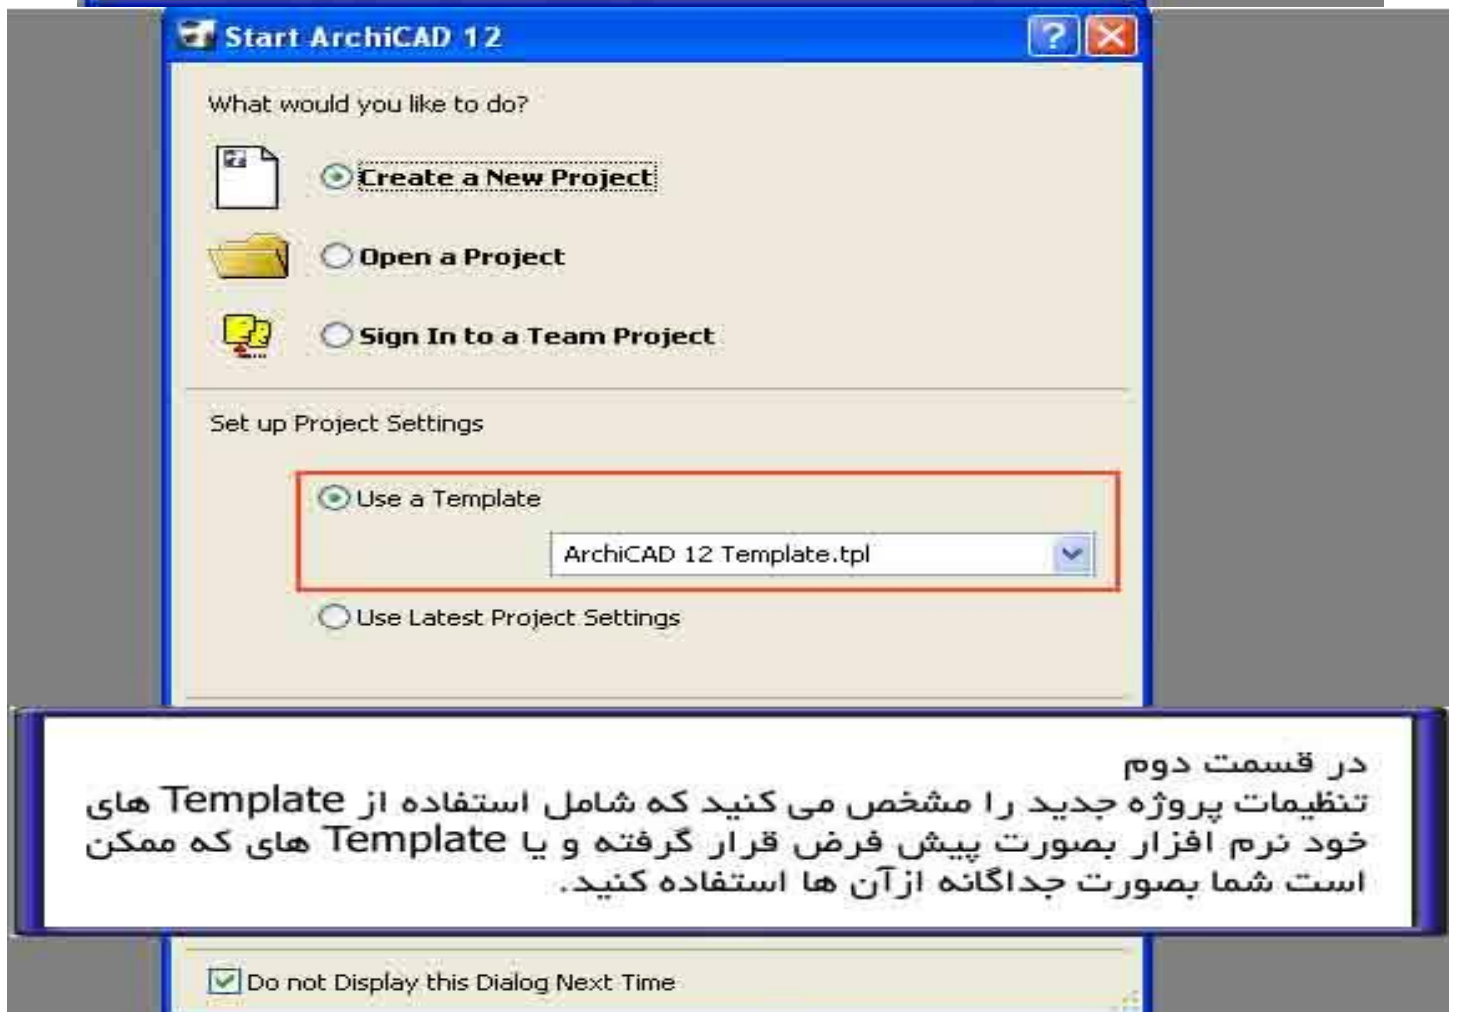 Start ArchiCAD 12
What would you like to do?
Create a New Project
Open a Project
Sign In to a Team Project
Set up Project Settings
Use a Template
ArchiCAD 12 Template.tpl
Use Latest Project Settings
در قسمت دوم
تنظیمات پروژه جدید را مشخص می کنید که شامل استفاده از Template های
خود نرم افزار بصورت پیش فرض قرار گرفته و یا Template های که ممکن
است شما بصورت جداگانه ازآن ها استفاده کنید.
Do not Display this Dialog Next Time